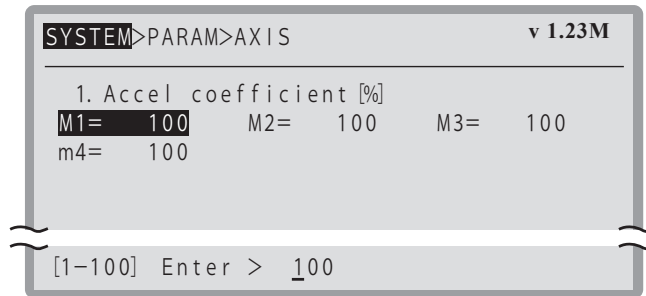 SYSTEM>PARAM>AXIS v 1.23M
1. Accel coefficient [%]
M1= 100 M2= 100 M3= 100
m4= 100
[1-100] Enter > 100